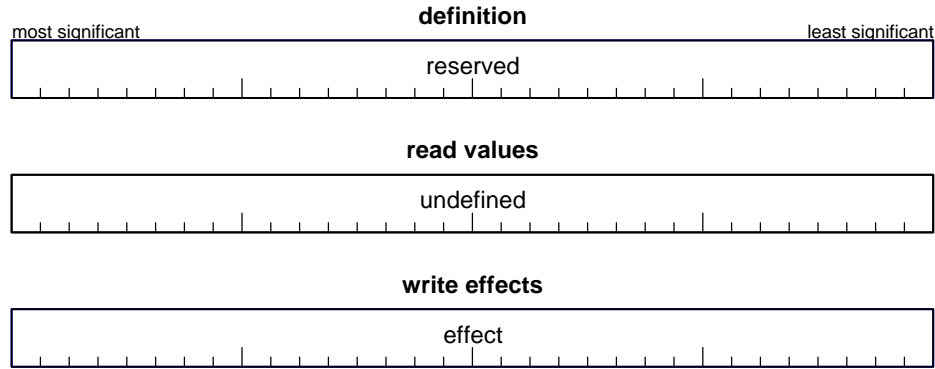 definition
most significant least significant
reserved
read values
undefined
write effects
effect